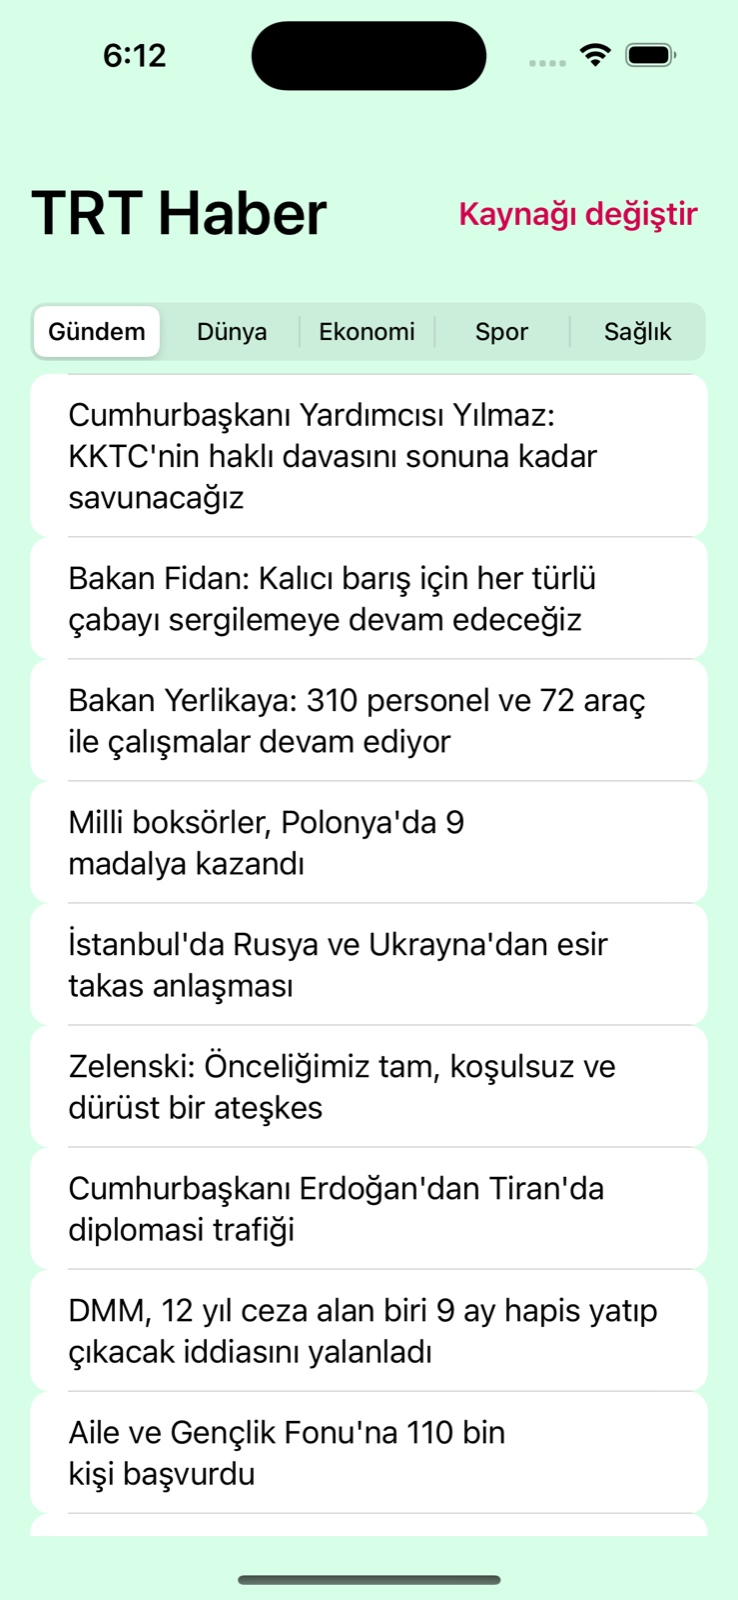 6:12
TRT Haber
Kaynağı değiştir
Gündem
Dünya
Ekonomi
Spor
Sağlık
Cumhurbaşkanı Yardımcısı Yılmaz:
KKTC'nin haklı davasını sonuna kadar
savunacağız
Bakan Fidan: Kalıcı barış için her türlü
çabayı sergilemeye devam edeceğiz
Bakan Yerlikaya: 310 personel ve 72 araç
ile çalışmalar devam ediyor
Milli boksörler, Polonya'da 9
madalya kazandı
İstanbul'da Rusya ve Ukrayna'dan esir
takas anlaşması
Zelenski: Önceliğimiz tam, koşulsuz ve
dürüst bir ateşkes
Cumhurbaşkanı Erdoğan'dan Tiran'da
diplomasi trafiği
DMM, 12 yıl ceza alan biri 9 ay hapis yatıp
çıkacak iddiasını yalanladı
Aile ve Gençlik Fonu'na 110 bin
kişi başvurdu